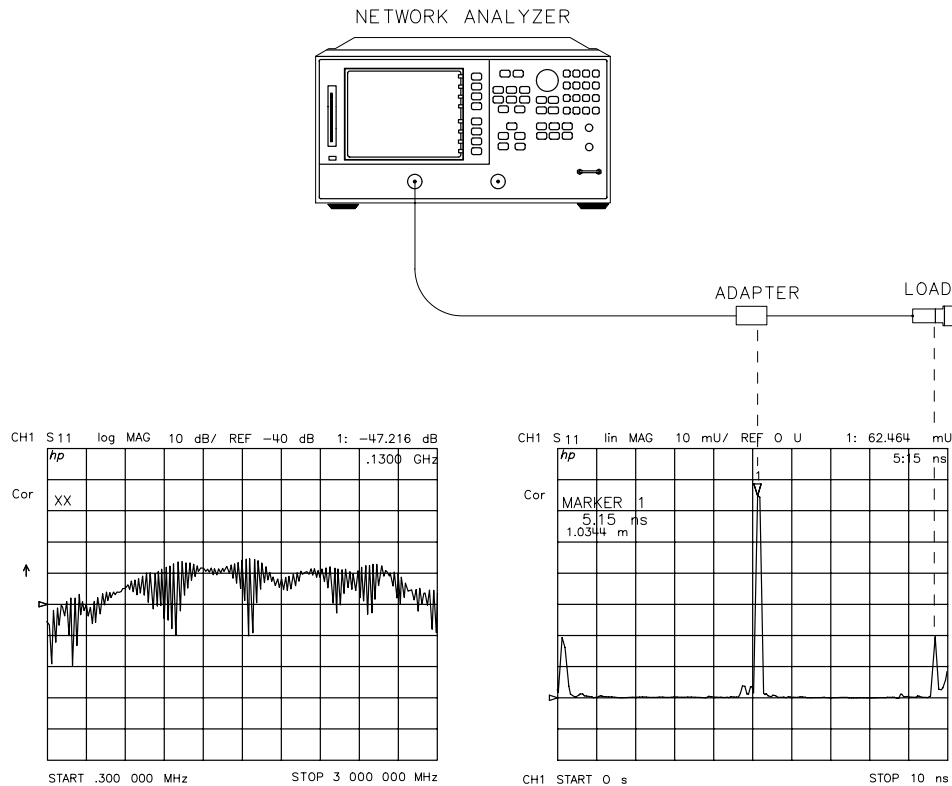 NETWORK ANALYZER
ADAPTER
LOAD
CH1 S 11 log MAG 10 dB/ REF -40 dB 1: -47.216 dB
hp
.1300 GHz
Cor
XX
START .300 000 MHz STOP 3 000 000 MHz
CH1 S 11 lin MAG 10 mU/ REF 0 U 1: 62.464 mU
hp
5:15 ns
1
Cor
MARKER 1
5.15 ns
1.0344 m
CH1 START 0 s STOP 10 ns